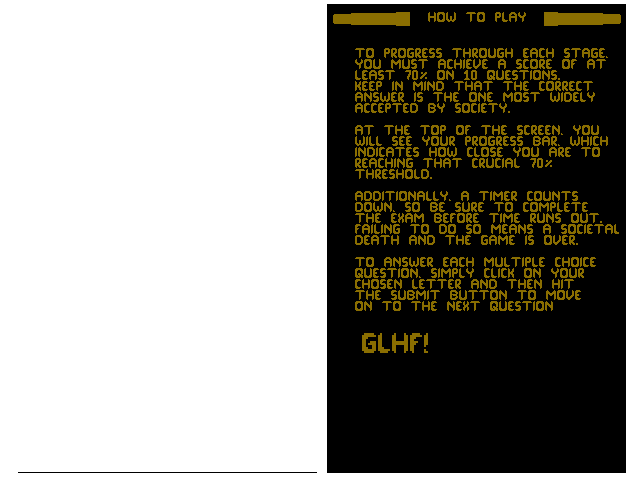 HOW TO PLAY
TO PROGRESS THROUGH EACH STAGE,
YOU MUST ACHIEVE A SCORE OF AT
LEAST 70% ON 10 QUESTIONS.
KEEP IN MIND THAT THE CORRECT
ANSWER IS THE ONE MOST WIDELY
ACCEPTED BY SOCIETY.
AT THE TOP OF THE SCREEN, YOU
WILL SEE YOUR PROGRESS BAR, WHICH
INDICATES HOW CLOSE YOU ARE TO
REACHING THAT CRUCIAL 70%
THRESHOLD.
ADDITIONALLY, A TIMER COUNTS
DOWN, SO BE SURE TO COMPLETE
THE EXAM BEFORE TIME RUNS OUT.
FAILING TO DO SO MEANS A SOCIETAL
DEATH AND THE GAME IS OVER.
TO ANSWER EACH MULTIPLE CHOICE
QUESTION, SIMPLY CLICK ON YOUR
CHOSEN LETTER AND THEN HIT
THE SUBMIT BUTTON TO MOVE
ON TO THE NEXT QUESTION
GLHF!